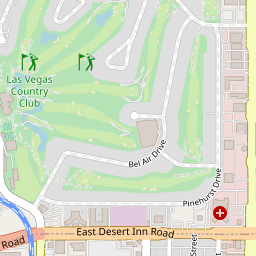 Las Vegas
Country
Club
Bel Air Drive
Pinehurst Drive
East Desert Inn Road
Road
Street